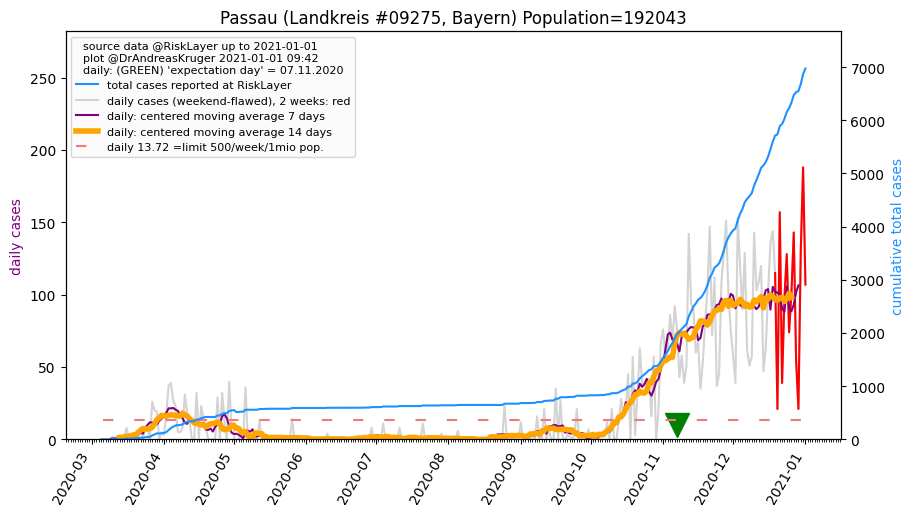 Passau (Landkreis #09275, Bayern) Population=192043
source data @RiskLayer up to 2021-01-01
plot @DrAndreasKruger 2021-01-01 09:42
daily: (GREEN) 'expectation day' = 07.11.2020
total cases reported at RiskLayer
daily cases (weekend-flawed), 2 weeks: red
daily: centered moving average 7 days
daily: centered moving average 14 days
daily 13.72 =limit 500/week/1mio pop.
daily cases
250
200
150
100
50
0
7000
6000
5000
4000
3000
2000
1000
0
cumulative total cases
2020-03
2020-04
2020-05
2020-06
2020-07
2020-08
2020-09
2020-10
2020-11
2020-12
2021-01